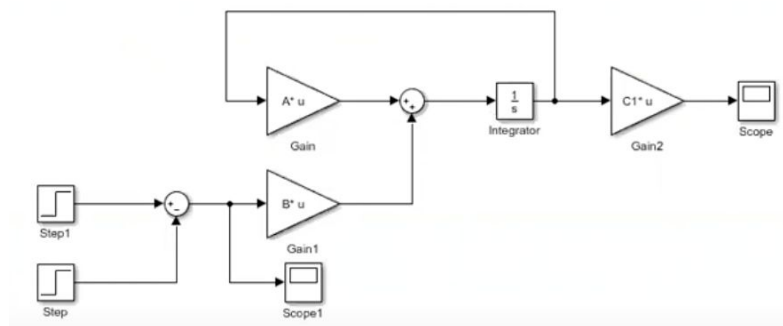 A* u
Gain
+
+
1
s
Integrator
C1* u
Gain2
Scope
Step1
+
−
B* u
Gain1
Step
Scope1